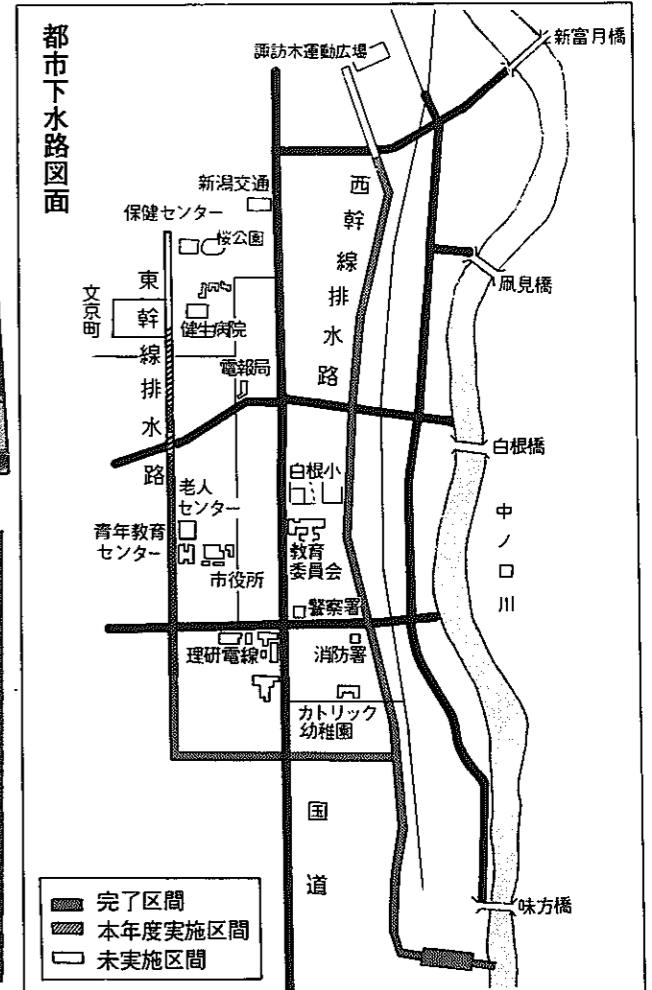 都市下水路図面
諏訪木運動広場
新富月橋
新潟交通
西幹線排水路
保健センター
桜公園
凧見橋
文京町
東幹線排水路
健生病院
電報局
白根橋
白根小
老人
センター
青年教育
センター
市役所
教育
委員会
中ノ口川
警察署
理研電線
消防署
カトリック
幼稚園
国道
完了区間
本年度実施区間
未実施区間
味方橋